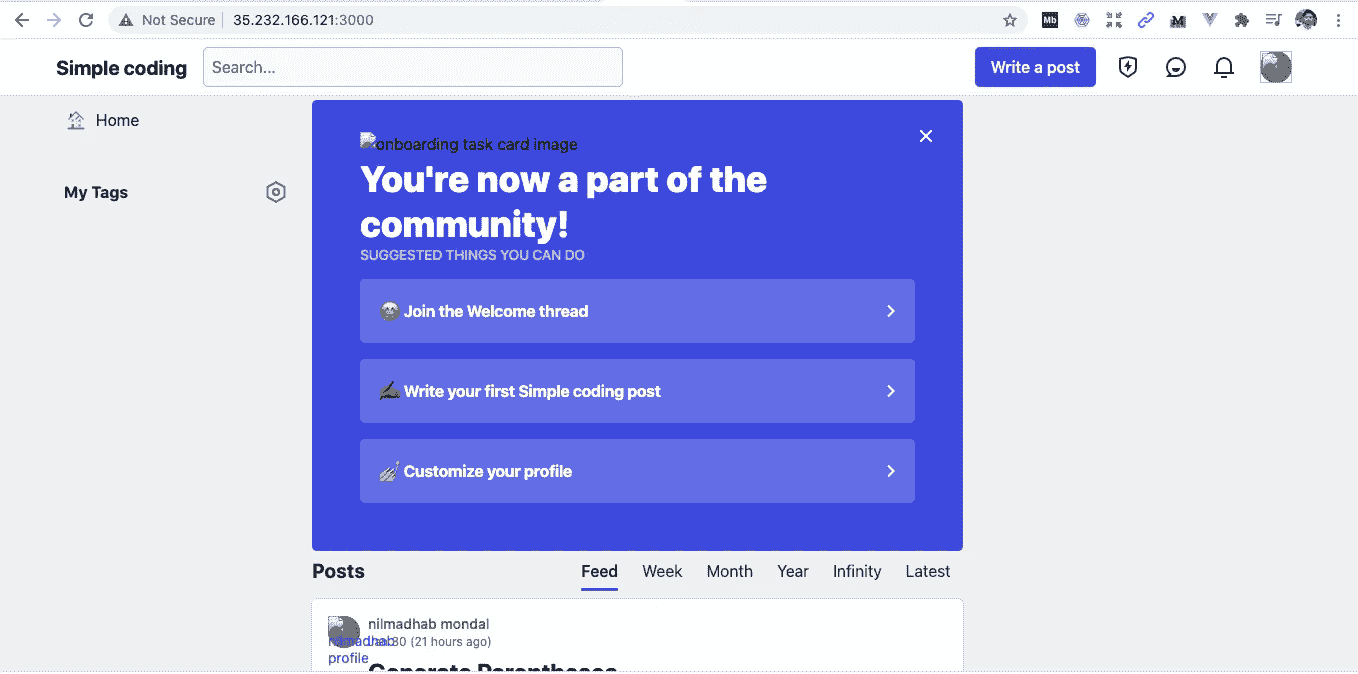 Not Secure 35.232.166.121:3000
Mb M
Simple coding Search... Write a post
Home
My Tags
onboarding task card image
You're now a part of the
community!
SUGGESTED THINGS YOU CAN DO
Join the Welcome thread
Write your first Simple coding post
Customize your profile
Posts Feed Week Month Year Infinity Latest
nilmadhab mondal
nilmadhab 30 (21 hours ago)
profile
Generate Parentheses